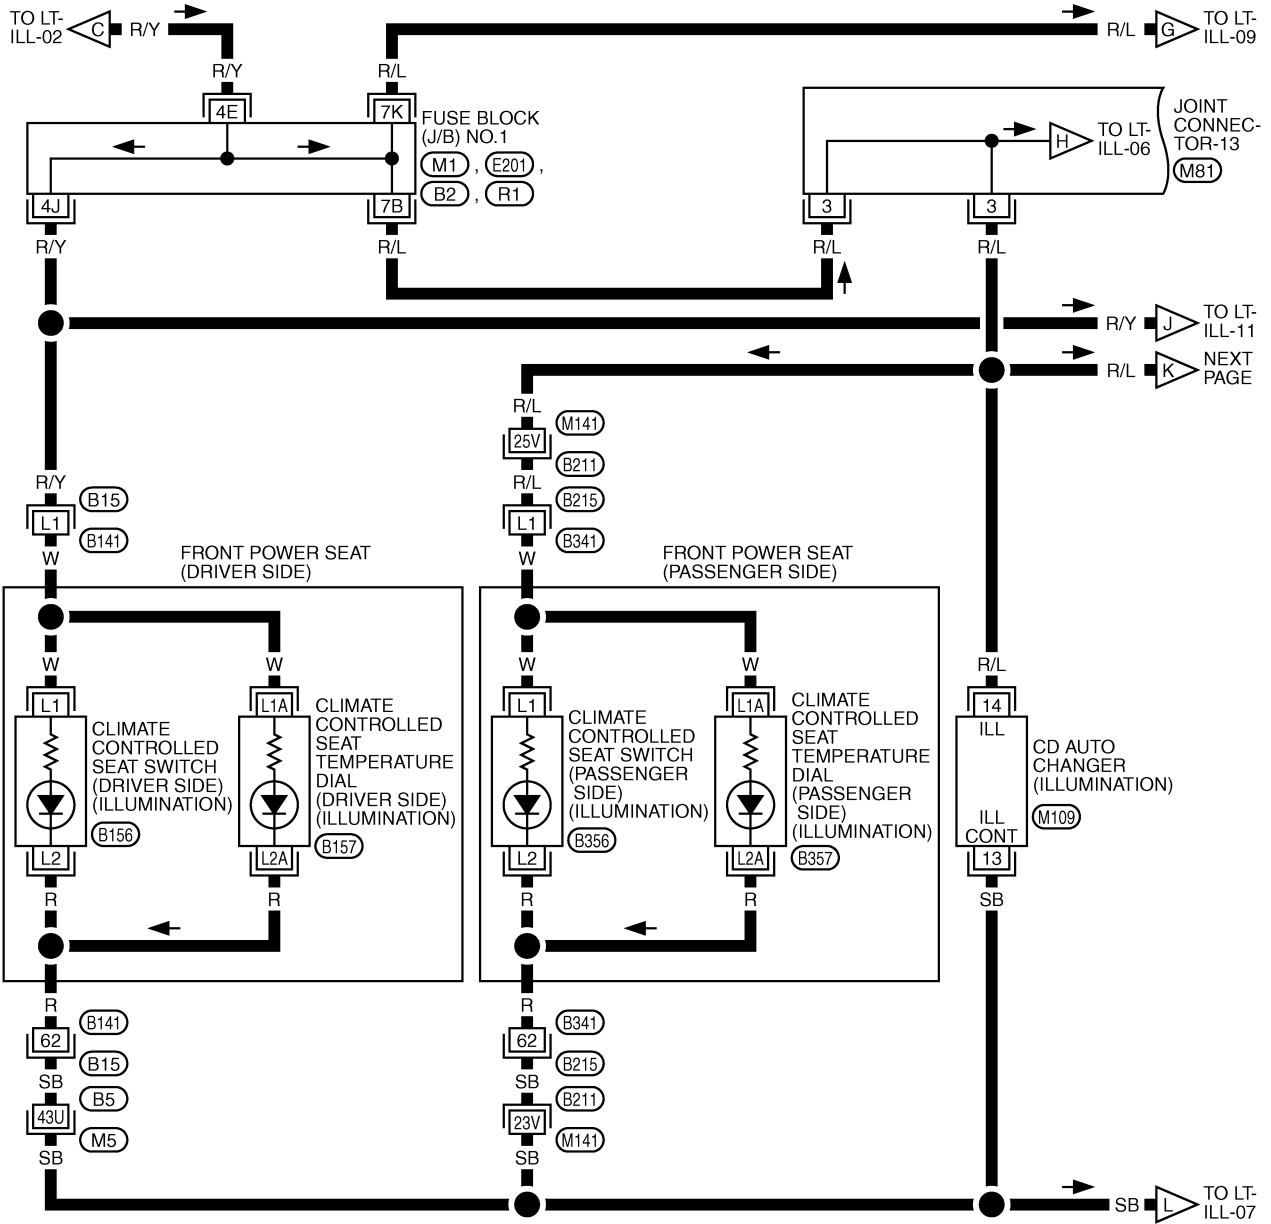 TO LT-
ILL-02
C
R/Y
R/Y
R/L
R/L
G
TO LT-
ILL-09
4E
7K
FUSE BLOCK
(J/B) NO.1
M1 , E201 ,
B2 , R1
4J
7B
R/Y
R/L
JOINT
CONNEC-
TOR-13
M81
H
TO LT-
ILL-06
3
3
R/L
R/L
R/Y
J
TO LT-
ILL-11
R/L
K
NEXT
PAGE
R/L
25V
M141
B211
R/L
R/Y
L1
B15
B141
W
B215
L1
B341
W
FRONT POWER SEAT
(DRIVER SIDE)
FRONT POWER SEAT
(PASSENGER SIDE)
W
W
W
W
R/L
L1
CLIMATE
CONTROLLED
SEAT SWITCH
(DRIVER SIDE)
(ILLUMINATION)
B156
L2
R
L1A
CLIMATE
CONTROLLED
SEAT
TEMPERATURE
DIAL
(DRIVER SIDE)
(ILLUMINATION)
B157
L2A
R
L1
CLIMATE
CONTROLLED
SEAT SWITCH
(PASSENGER
SIDE)
(ILLUMINATION)
B356
L2
R
L1A
CLIMATE
CONTROLLED
SEAT
TEMPERATURE
DIAL
(PASSENGER
SIDE)
(ILLUMINATION)
B357
L2A
R
14
ILL
ILL
CONT
13
CD AUTO
CHANGER
(ILLUMINATION)
M109
SB
R
62
B141
B15
SB
43U
B5
M5
SB
R
62
B341
B215
SB
23V
B211
M141
SB
SB
L
TO LT-
ILL-07